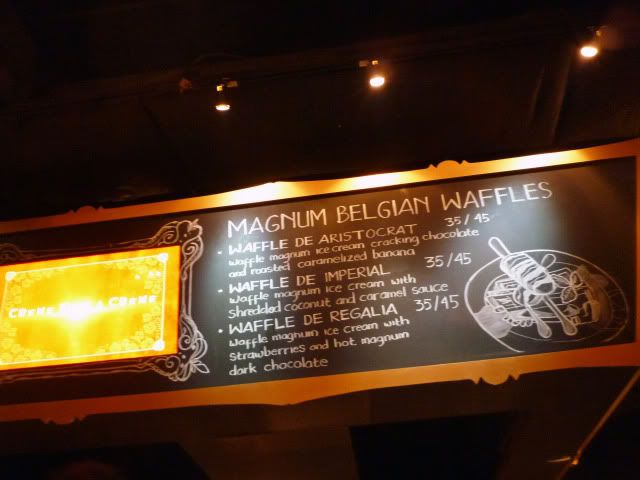 MAGNUM BELGIAN WAFFLES
• WAFFLE DE ARISTOCRAT 35/45
waffle magnum ice cream cracking chocolate
and roasted caramelized banana
• WAFFLE DE IMPERIAL 35/45
waffle magnum ice cream with
shredded coconut and caramel sauce
• WAFFLE DE REGALIA 35/45
waffle magnum ice cream with
strawberries and hot magnum
dark chocolate